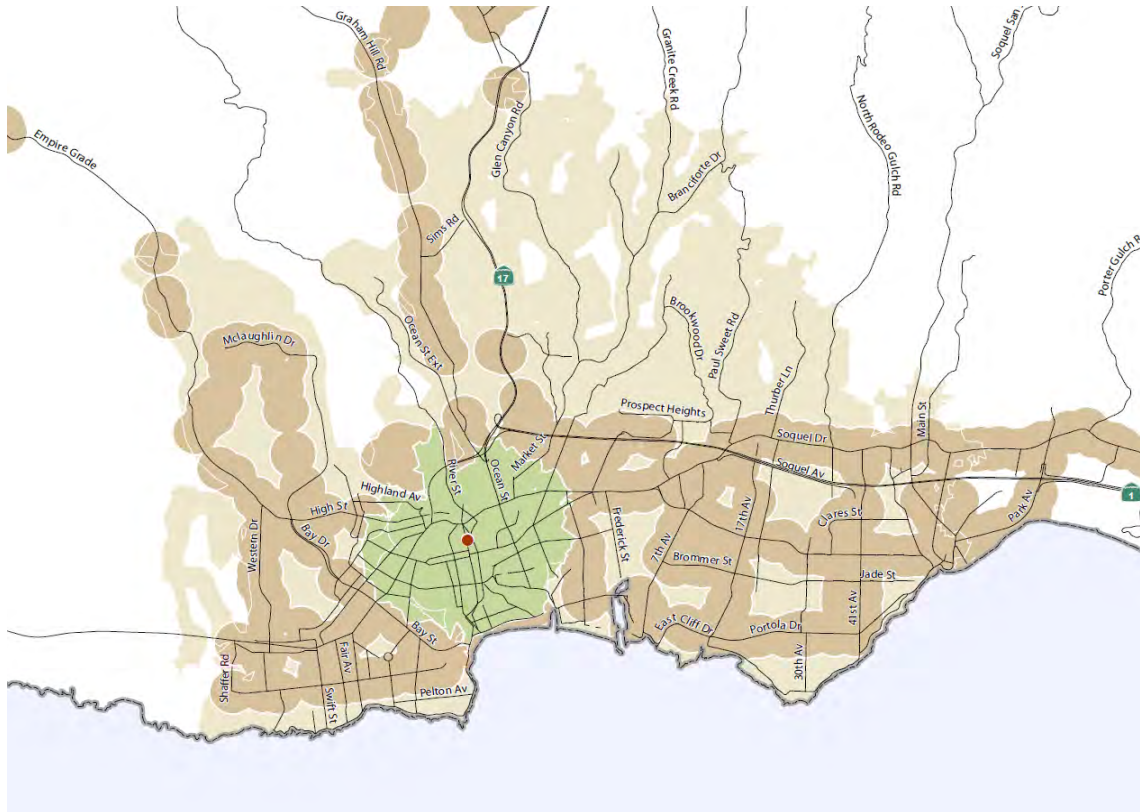 Graham Hill Rd
Granite Creek Rd
Soquel San
Empire Grade
Glen Canyon Rd
North Rodeo Gulch Rd
Branciforte Dr
Sims Rd
Porter Gulch R
17
Mclaughlin Dr
Ocean St Ext
Brookwood Dr
Paul Sweet Rd
Thurber Ln
Prospect Heights
Main St
Soquel Dr
Market St
Soquel Av
River St
Ocean St
Highland Av
High St
1
Park Av
Western Dr
Bay Dr
Frederick St
17th Av
Clares St
7th Av
Brommer St
Jade St
41st Av
East Cliff Dr
Portola Dr
Bay St
Fair Av
Shaffer Rd
30th Av
Swift St
Pelton Av